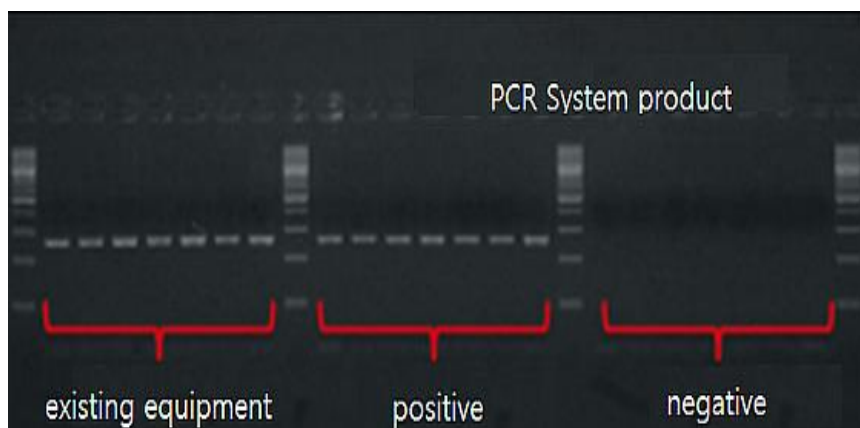 PCR System product
existing equipment
positive
negative